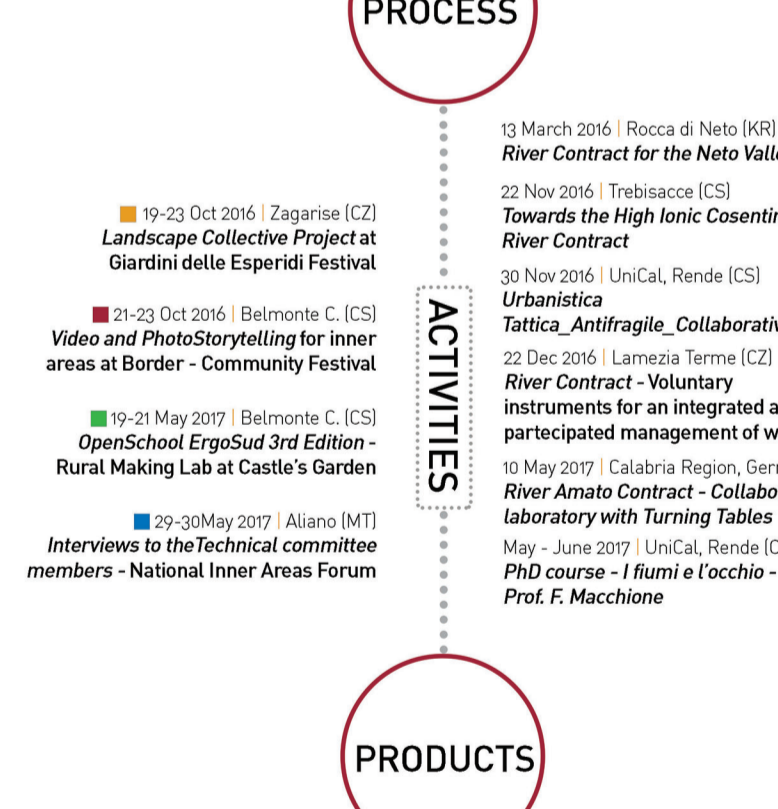 PROCESS
19-23 Oct 2016 | Zagarise (CZ)
Landscape Collective Project at
Giardini delle Esperidi Festival
21-23 Oct 2016 | Belmonte C. (CS)
Video and PhotoStorytelling for inner
areas at Border - Community Festival
19-21 May 2017 | Belmonte C. (CS)
OpenSchool ErgoSud 3rd Edition -
Rural Making Lab at Castle's Garden
29-30May 2017 | Aliano (MT)
Interviews to theTechnical committee
members - National Inner Areas Forum
ACTIVITIES
13 March 2016 | Rocca di Neto (KR)
River Contract for the Neto
22 Nov 2016 | Trebisacce (CS)
Towards the High Ionic
River Contract
30 Nov 2016 | UniCal, Rende (CS)
Urbanistica
22 Dec 2016 | Lamezia Terme (CZ)
River Contract - Voluntary
instruments for an integrated
partecipated management of
10 May 2017 | Calabria Region,
River Amato Contract -
laboratory with Turning Tables
May - June 2017 | UniCal, Rende
PhD course - I fiumi e l'occhio -
Prof. F. Macchione
PRODUCTS